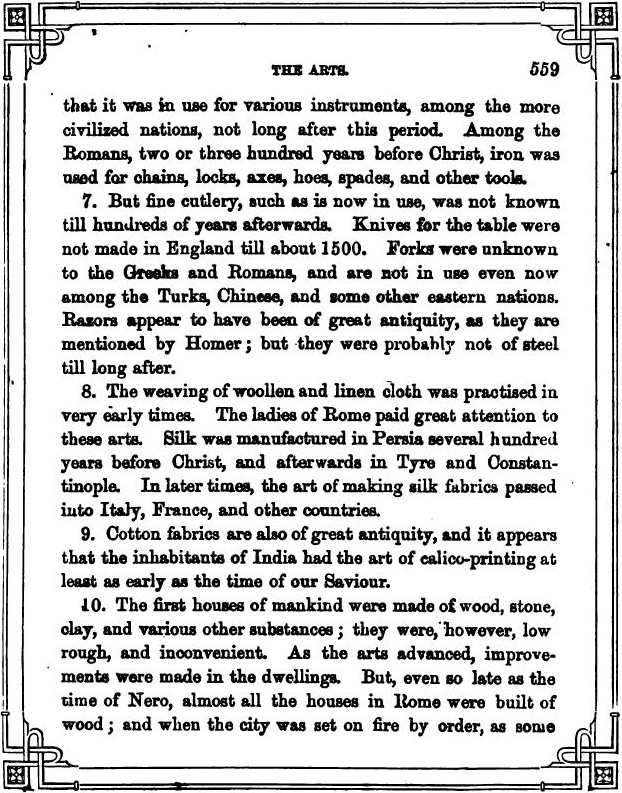 THE ARTS.
559
that it was in use for various instruments, among the more
civilized nations, not long after this period. Among the
Romans, two or three hundred years before Christ, iron was
used for chains, locks, axes, hoes, spades, and other tools.
7. But fine cutlery, such as is now in use, was not known
till hundreds of years afterwards. Knives for the table were
not made in England till about 1500. Forks were unknown
to the Greeks and Romans, and are not in use even now
among the Turks, Chinese, and some other eastern nations.
Razors appear to have been of great antiquity, as they are
mentioned by Homer; but they were probably not of steel
till long after.
8. The weaving of woollen and linen cloth was practised in
very early times. The ladies of Rome paid great attention to
these arts. Silk was manufactured in Persia several hundred
years before Christ, and afterwards in Tyre and Constan-
tinople. In later times, the art of making silk fabrics passed
into Italy, France, and other countries.
9. Cotton fabrics are also of great antiquity, and it appears
that the inhabitants of India had the art of calico-printing at
least as early as the time of our Saviour.
10. The first houses of mankind were made of wood, stone,
clay, and various other substances; they were, however, low
rough, and inconvenient. As the arts advanced, improve-
ments were made in the dwellings. But, even so late as the
time of Nero, almost all the houses in Rome were built of
wood; and when the city was set on fire by order, as some